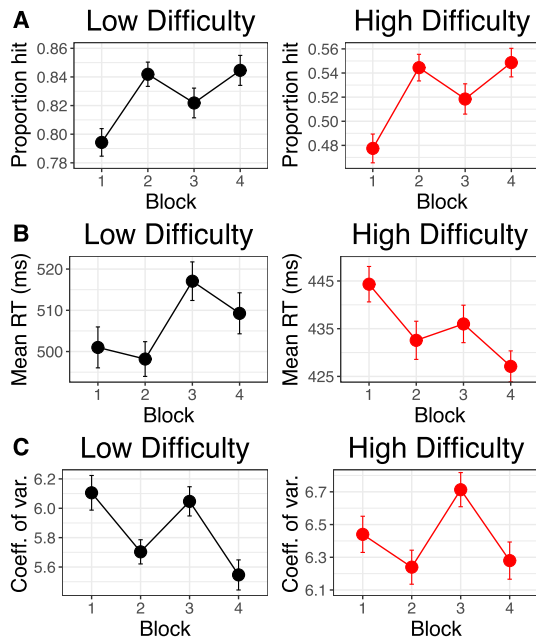 A
Low Difficulty
High Difficulty
Proportion hit
0.86
0.84
0.82
0.80
0.78
1 2 3 4
Block
Proportion hit
0.56
0.54
0.52
0.50
0.48
1 2 3 4
Block
B
Low Difficulty
High Difficulty
Mean RT (ms)
520
510
500
1 2 3 4
Block
Mean RT (ms)
445
435
425
1 2 3 4
Block
C
Low Difficulty
High Difficulty
Coeff. of var.
6.2
6.0
5.8
5.6
1 2 3 4
Block
Coeff. of var.
6.7
6.5
6.3
6.1
1 2 3 4
Block